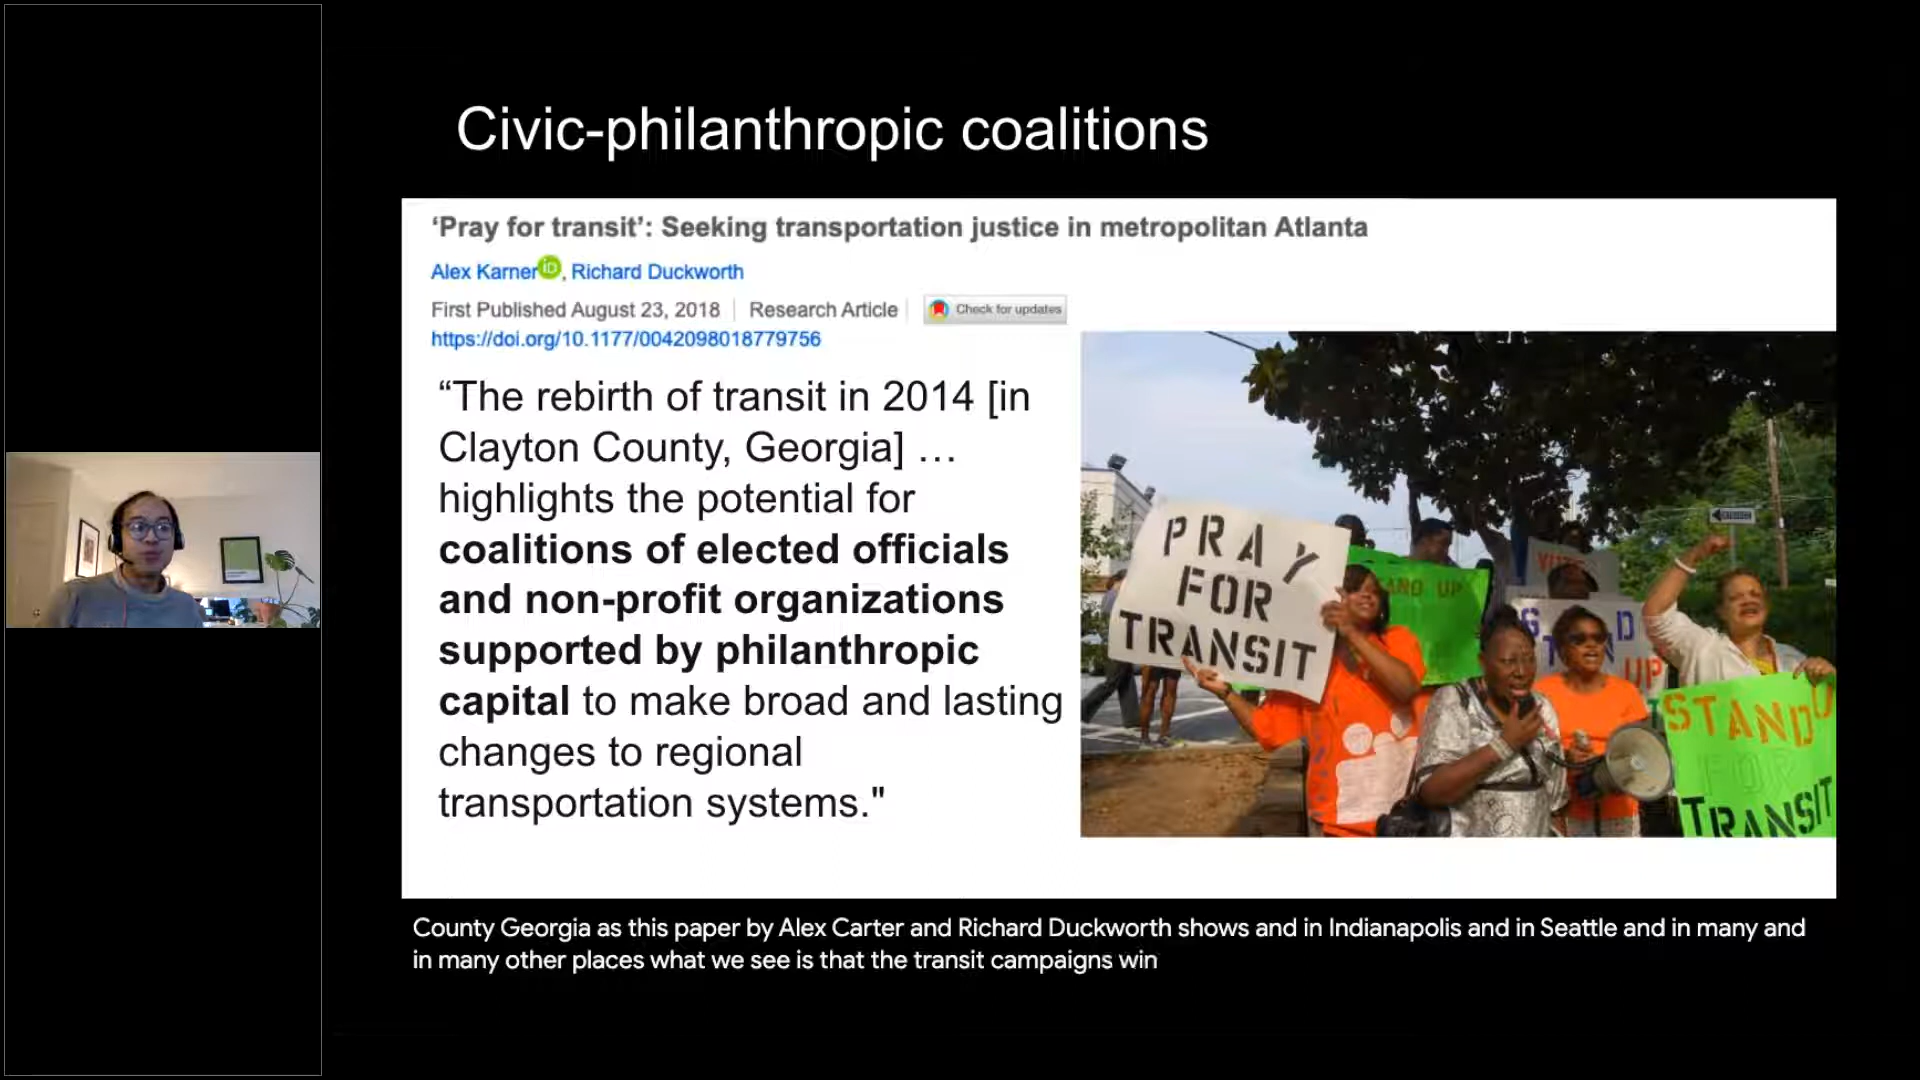 Civic-philanthropic coalitions
‘Pray for transit’: Seeking transportation justice in metropolitan Atlanta
Alex Karner iD, Richard Duckworth
First Published August 23, 2018 | Research Article | Check for updates
https://doi.org/10.1177/0042098018779756
“The rebirth of transit in 2014 [in
Clayton County, Georgia] …
highlights the potential for
coalitions of elected officials
and non-profit organizations
supported by philanthropic
capital to make broad and lasting
changes to regional
transportation systems."
PRAY
FOR
TRANSIT
AND UP
UP
STAND U
FOR
TRANSIT
County Georgia as this paper by Alex Carter and Richard Duckworth shows and in Indianapolis and in Seattle and in many and
in many other places what we see is that the transit campaigns win